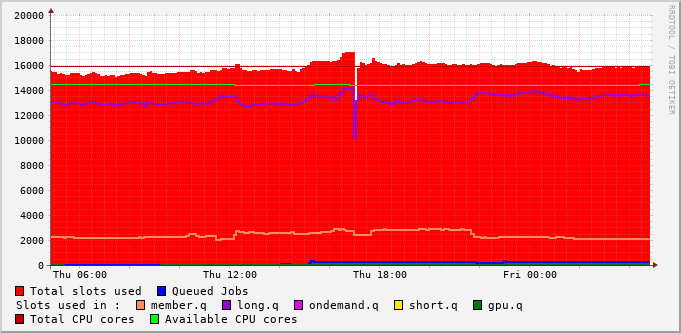 20000
18000
16000
14000
12000
10000
8000
6000
4000
2000
0
Thu 06:00 Thu 12:00 Thu 18:00 Fri 00:00
RRDTOOL / TOBI OETIKER
Total slots used Queued Jobs
Slots used in : member.q long.q ondemand.q short.q gpu.q
Total CPU cores Available CPU cores